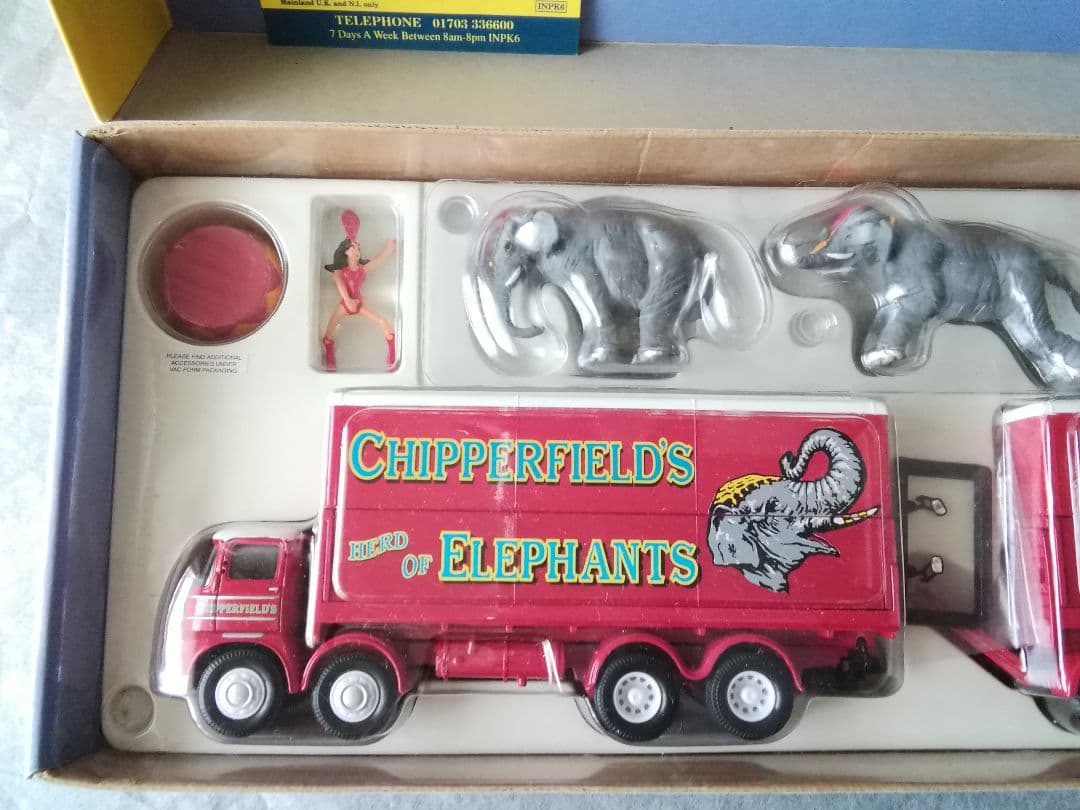 Mainland U.K. and N.I. only
INPK6
TELEPHONE 01703 336600
7 Days A Week Between 8am-8pm INPK6
PLEASE FIND ADDITIONAL
ACCESSORIES UNDER
VAC FORM PACKAGING
CHIPPERFIELD'S
HERD
OF ELEPHANTS
CHIPPERFIELD'S